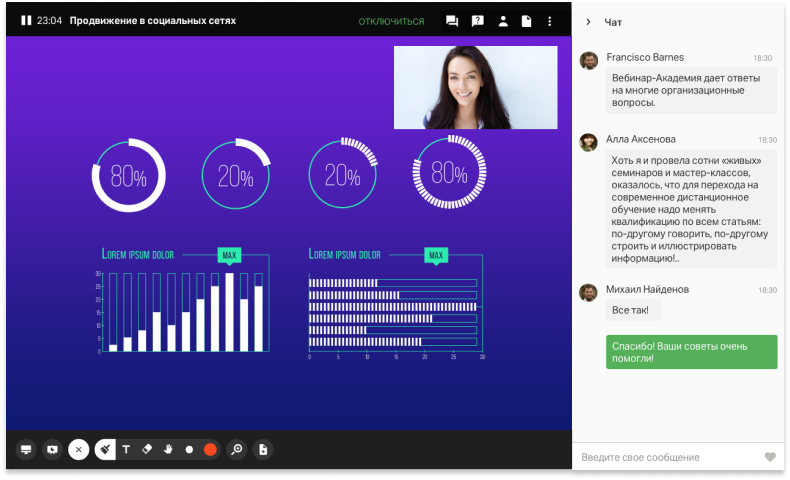 23:04 Продвижение в социальных сетях
ОТКЛЮЧИТЬСЯ
80%
20%
20%
80%
LOREM IPSUM DOLOR
MAX
30
25
20
15
10
5
0
LOREM IPSUM DOLOR
MAX
0 5 10 15 20 25 30
T
Чат
Francisco Barnes 18:30
Вебинар-Академия дает ответы
на многие организационные
вопросы.
Алла Аксенова 18:30
Хоть я и провела сотни «живых»
семинаров и мастер-классов,
оказалось, что для перехода на
современное дистанционное
обучение надо менять
квалификацию по всем статьям:
по-другому говорить, по-другому
строить и иллюстрировать
информацию!..
Михаил Найденов 18:30
Все так!
Спасибо! Ваши советы очень
помогли!
Введите свое сообщение